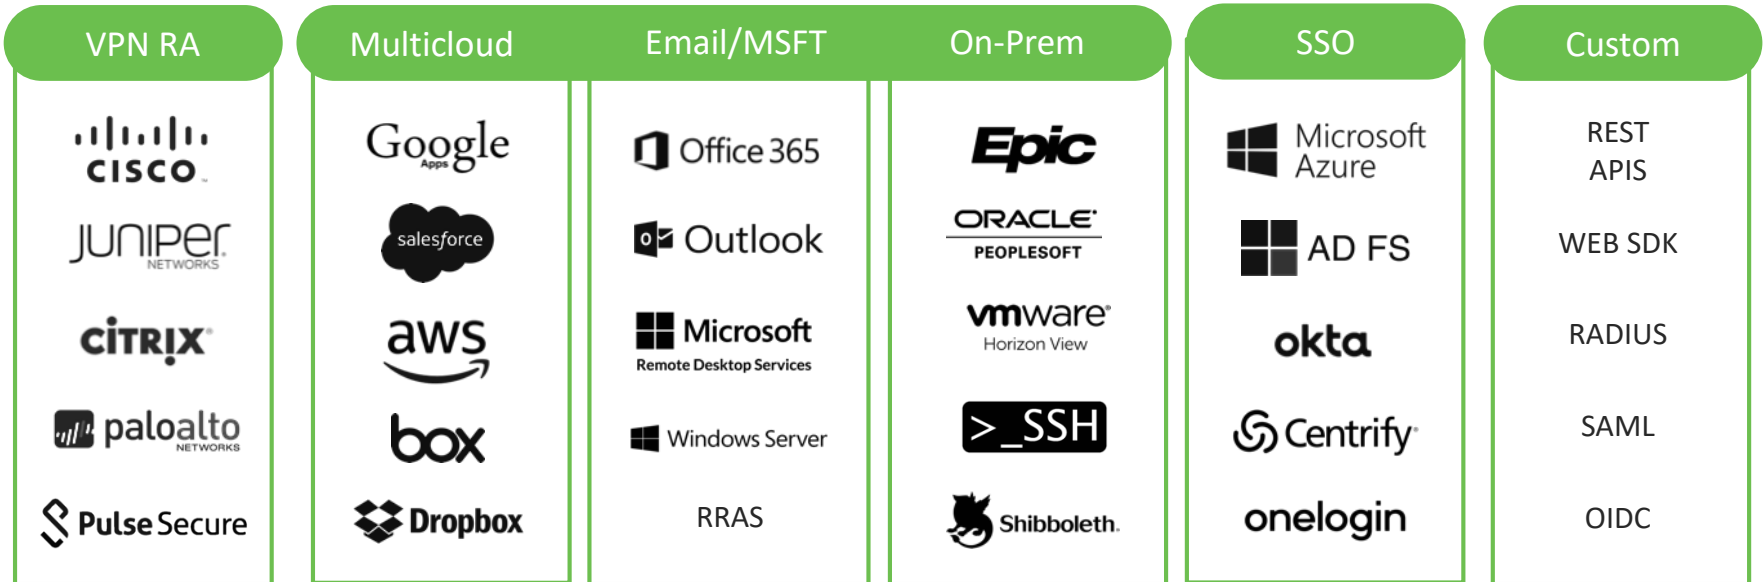 VPN RA
Multicloud
Email/MSFT
On-Prem
SSO
Custom
CISCO™
Google
Apps
Office 365
Epic
Microsoft
Azure
REST
APIS
JUNIPER
NETWORKS
salesforce
Outlook
ORACLE
PEOPLESOFT
AD FS
WEB SDK
CITRIX
aws
Microsoft
Remote Desktop Services
vmware
Horizon View
okta
RADIUS
paloalto
NETWORKS
box
Windows Server
>_SSH
Centrify
SAML
Pulse Secure
Dropbox
RRAS
Shibboleth.
onelogin
OIDC